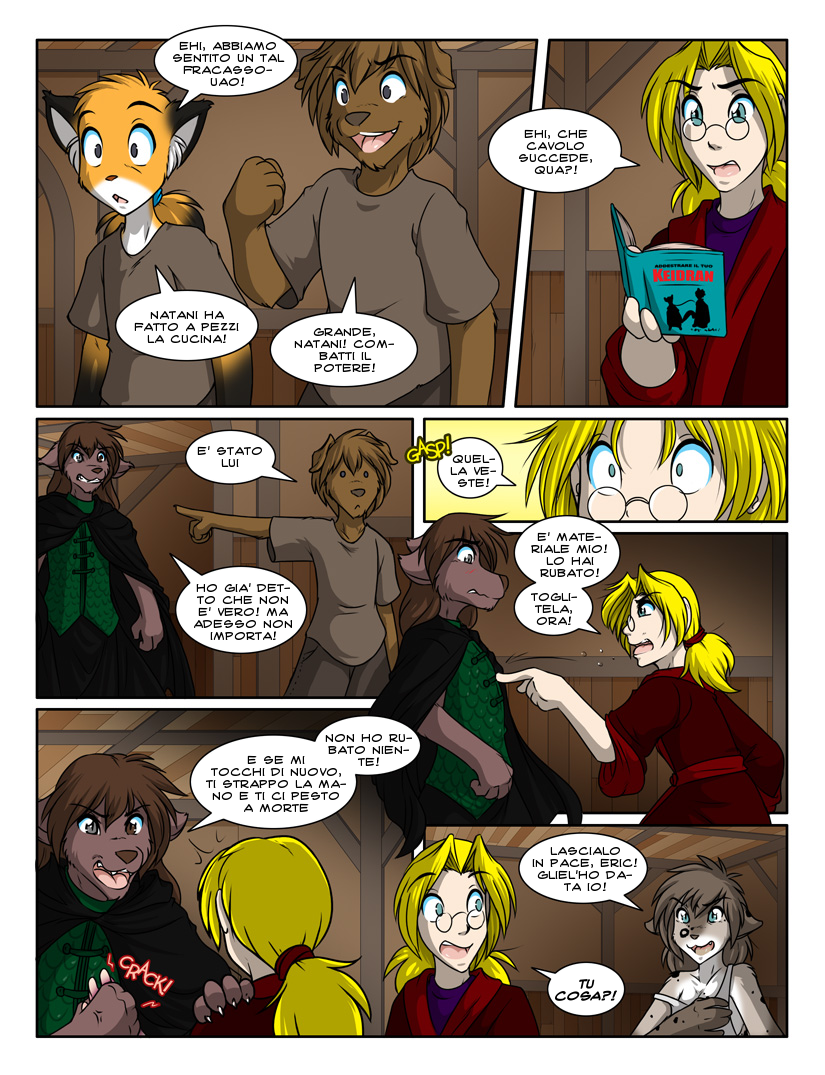 EHI, ABBIAMO
SENTITO UN TAL
FRACASSO-
UAO!
NATANI HA
FATTO A PEZZI
LA CUCINA!
GRANDE,
NATANI! COM-
BATTI IL
POTERE!
EHI, CHE
CAVOLO
SUCCEDE,
QUA?!
ADDESTRARE IL TUO
KEIDRAN
E' STATO
LUI
HO GIA' DET-
TO CHE NON
E' VERO! MA
ADESSO NON
IMPORTA!
GASP!
QUEL-
LA VE-
STE!
E' MATE-
RIALE MIO!
LO HAI
RUBATO!
TOGLI-
TELA,
ORA!
NON HO RU-
BATO NIEN-
TE!
E SE MI
TOCCHI DI NUOVO,
TI STRAPPO LA MA-
NO E TI CI PESTO
A MORTE
CRACK!
LASCIALO
IN PACE, ERIC!
GLIEL'HO DA-
TA IO!
TU
COSA?!